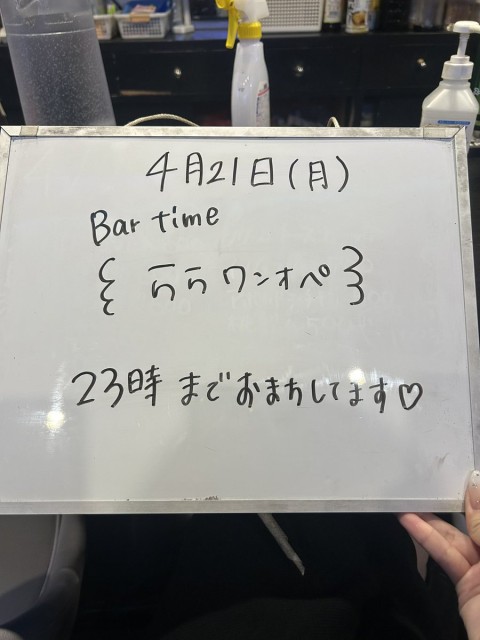 4月21日(月)
Bar time
ららワンオペ
23時までおまちしてます♡